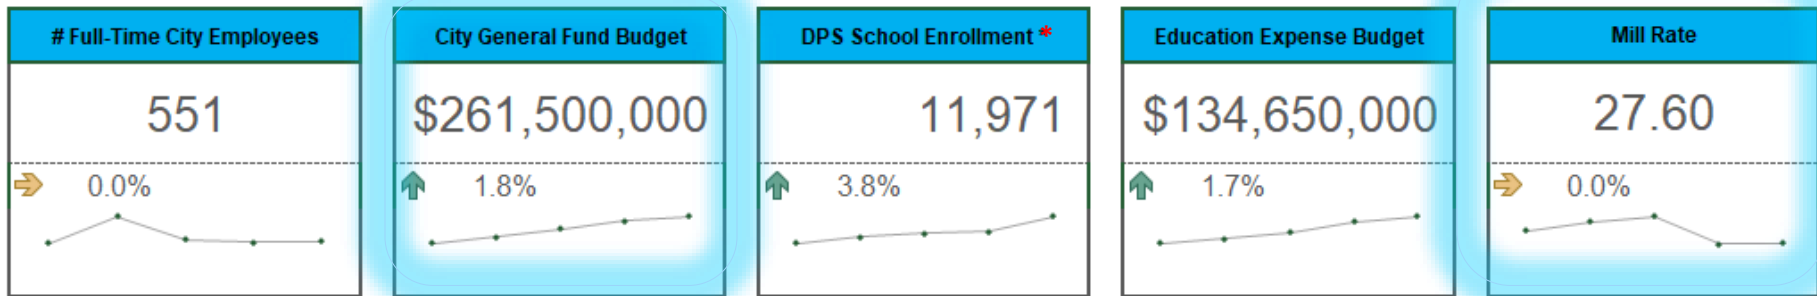 # Full-Time City Employees
551
0.0%
City General Fund Budget
$261,500,000
1.8%
DPS School Enrollment *
11,971
3.8%
Education Expense Budget
$134,650,000
1.7%
Mill Rate
27.60
0.0%